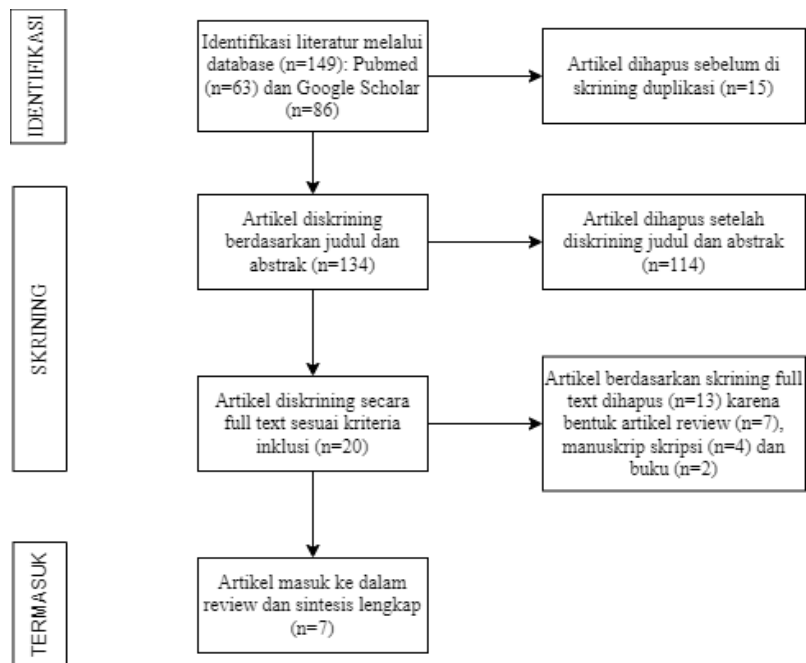 IDENTIFIKASI
Identifikasi literatur melalui
database (n=149): Pubmed
(n=63) dan Google Scholar
(n=86)
Artikel dihapus sebelum di
skrining duplikasi (n=15)
SKRINING
Artikel diskrining
berdasarkan judul dan
abstrak (n=134)
Artikel dihapus setelah
diskrining judul dan abstrak
(n=114)
Artikel diskrining secara
full text sesuai kriteria
inklusi (n=20)
Artikel berdasarkan skrining full
text dihapus (n=13) karena
bentuk artikel review (n=7),
manuskrip skripsi (n=4) dan
buku (n=2)
TERMASUK
Artikel masuk ke dalam
review dan sintesis lengkap
(n=7)